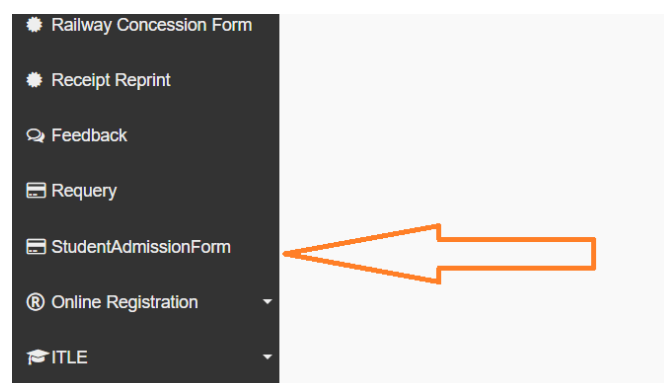 Railway Concession Form
Receipt Reprint
Feedback
Requery
StudentAdmissionForm
Online Registration
ITLE